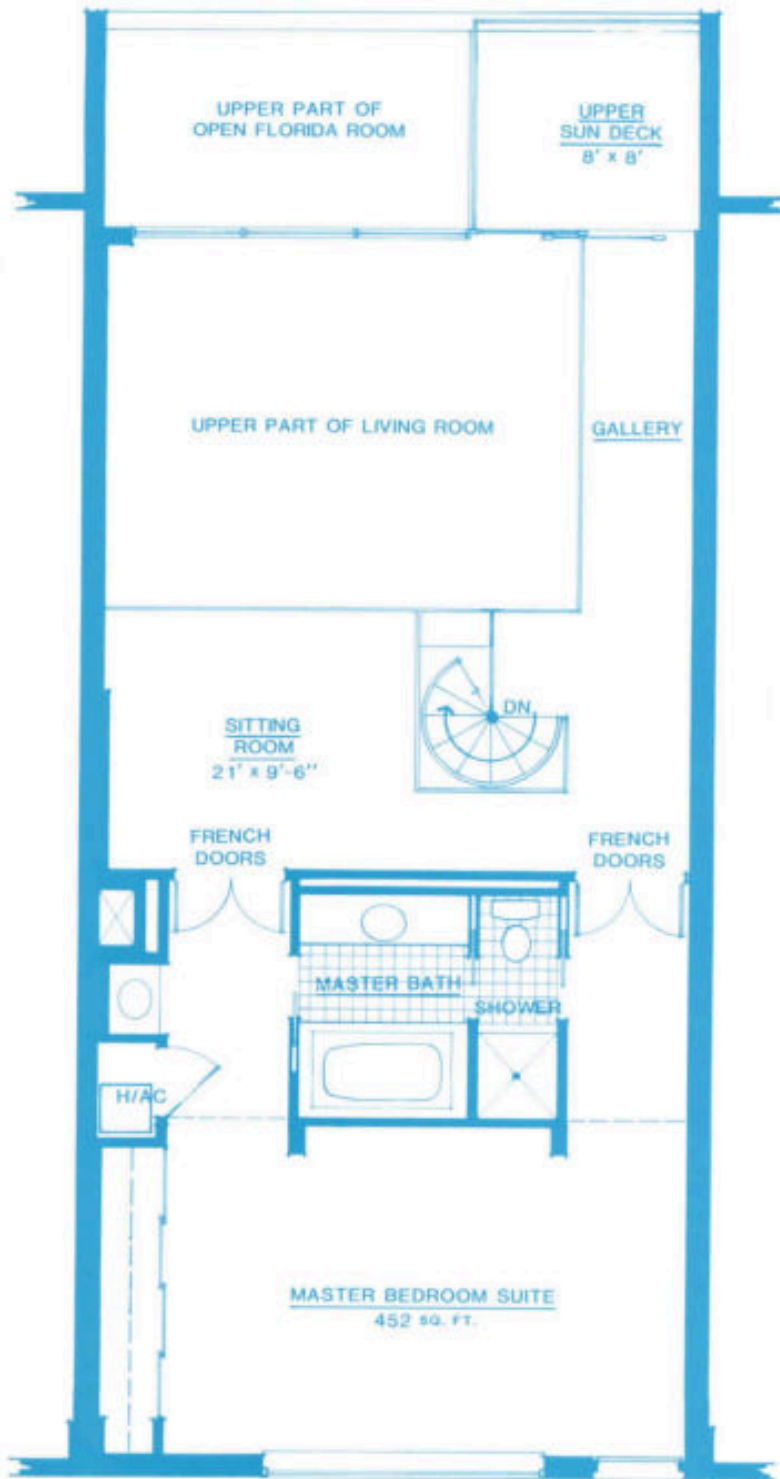 UPPER PART OF
OPEN FLORIDA ROOM
UPPER
SUN DECK
8' x 8'
UPPER PART OF LIVING ROOM
GALLERY
DN
SITTING
ROOM
21' x 9'-6"
FRENCH
DOORS
FRENCH
DOORS
MASTER BATH
SHOWER
H/AC
MASTER BEDROOM SUITE
452 SQ. FT.